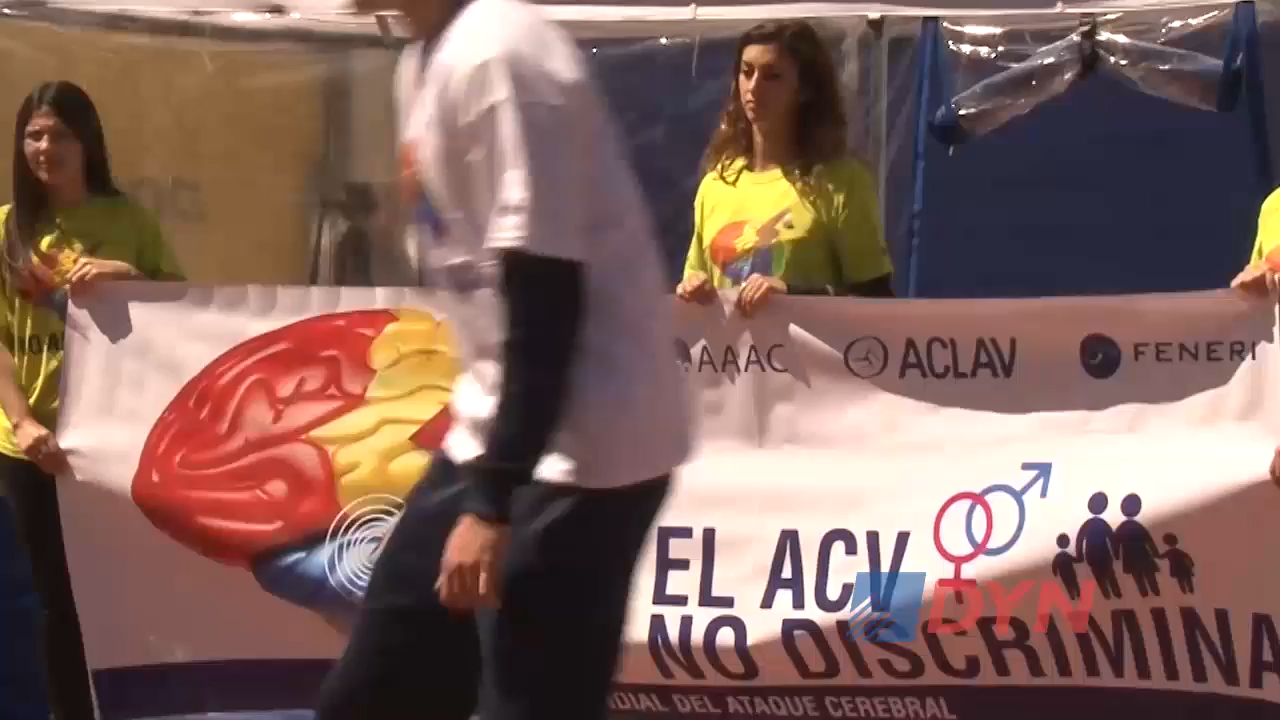 AAAC ACLAV FENERI
EL ACV
NO DISCRIMINA
DIAL DEL ATAQUE CEREBRAL
DYN